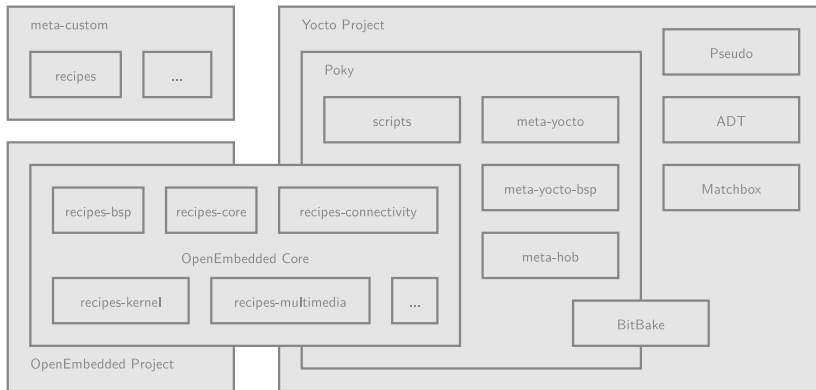 meta-custom
recipes
...
Yocto Project
Poky
scripts
meta-yocto
meta-yocto-bsp
meta-hob
Pseudo
ADT
Matchbox
recipes-bsp
recipes-core
recipes-connectivity
OpenEmbedded Core
recipes-kernel
recipes-multimedia
...
BitBake
OpenEmbedded Project